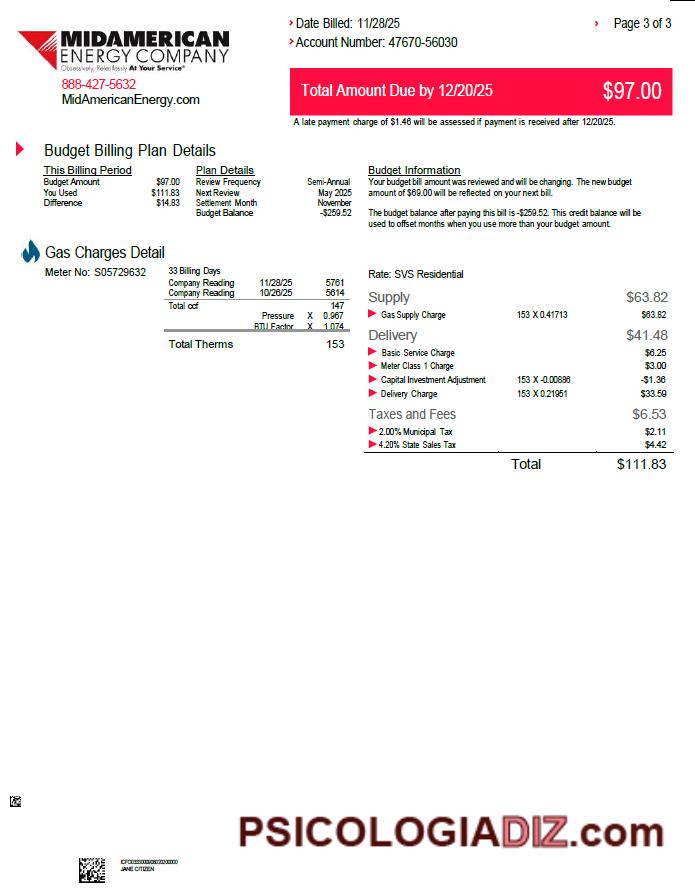 MIDAMERICAN
ENERGY COMPANY
Obsessively, Relentlessly At Your Service®
888-427-5632
MidAmericanEnergy.com
Date Billed: 11/28/25
Page 3 of 3
Account Number: 47670-56030
Total Amount Due by 12/20/25 $97.00
A late payment charge of $1.46 will be assessed if payment is received after 12/20/25.
Budget Billing Plan Details
This Billing Period
Budget Amount $97.00
You Used $111.83
Difference $14.83
Plan Details
Review Frequency Semi-Annual
Next Review May 2025
Settlement Month November
Budget Balance -$259.52
Budget Information
Your budget bill amount was reviewed and will be changing. The new budget
amount of $69.00 will be reflected on your next bill.
The budget balance after paying this bill is -$259.52. This credit balance will be
used to offset months when you use more than your budget amount.
Gas Charges Detail
Meter No: S05729632
33 Billing Days
Company Reading 11/28/25 5761
Company Reading 10/26/25 5614
Total ccf 147
Pressure X 0.967
BTU Factor X 1.074
Total Therms 153
Rate: SVS Residential
Supply $63.82
Gas Supply Charge 153 X 0.41713 $63.82
Delivery $41.48
Basic Service Charge $6.25
Meter Class 1 Charge $3.00
Capital Investment Adjustment 153 X -0.00886 -$1.36
Delivery Charge 153 X 0.21951 $33.59
Taxes and Fees $6.53
2.00% Municipal Tax $2.11
4.20% State Sales Tax $4.42
Total $111.83
PSICOLOGIADIZ.com
JANE CITIZEN